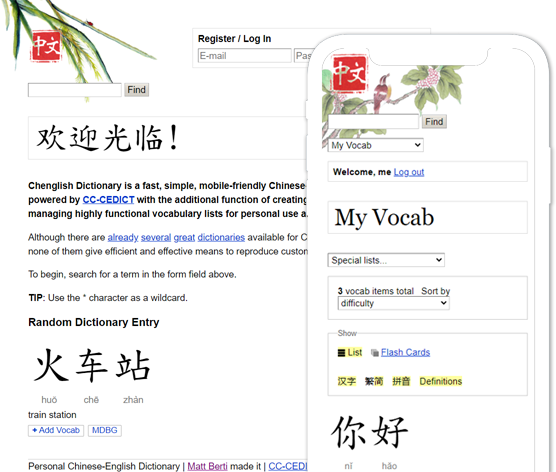 中文
Register / Log In
E-mail
Find
欢迎光临!
Chenglish Dictionary is a fast, simple, mobile-friendly Chinese
powered by CC-CEDICT with the additional function of creating
managing highly functional vocabulary lists for personal use a
Although there are already several great dictionaries available for C
none of them give efficient and effective means to reproduce custom
To begin, search for a term in the form field above.
TIP: Use the * character as a wildcard.
Random Dictionary Entry
火车站
huǒ chē zhàn
train station
+ Add Vocab MDBG
Personal Chinese-English Dictionary | Matt Berti made it | CC-CEDI
中文
Find
My Vocab
Welcome, me Log out
My Vocab
Special lists...
3 vocab items total Sort by
difficulty
Show
List Flash Cards
汉字 繁简 拼音 Definitions
你好
nǐ hǎo